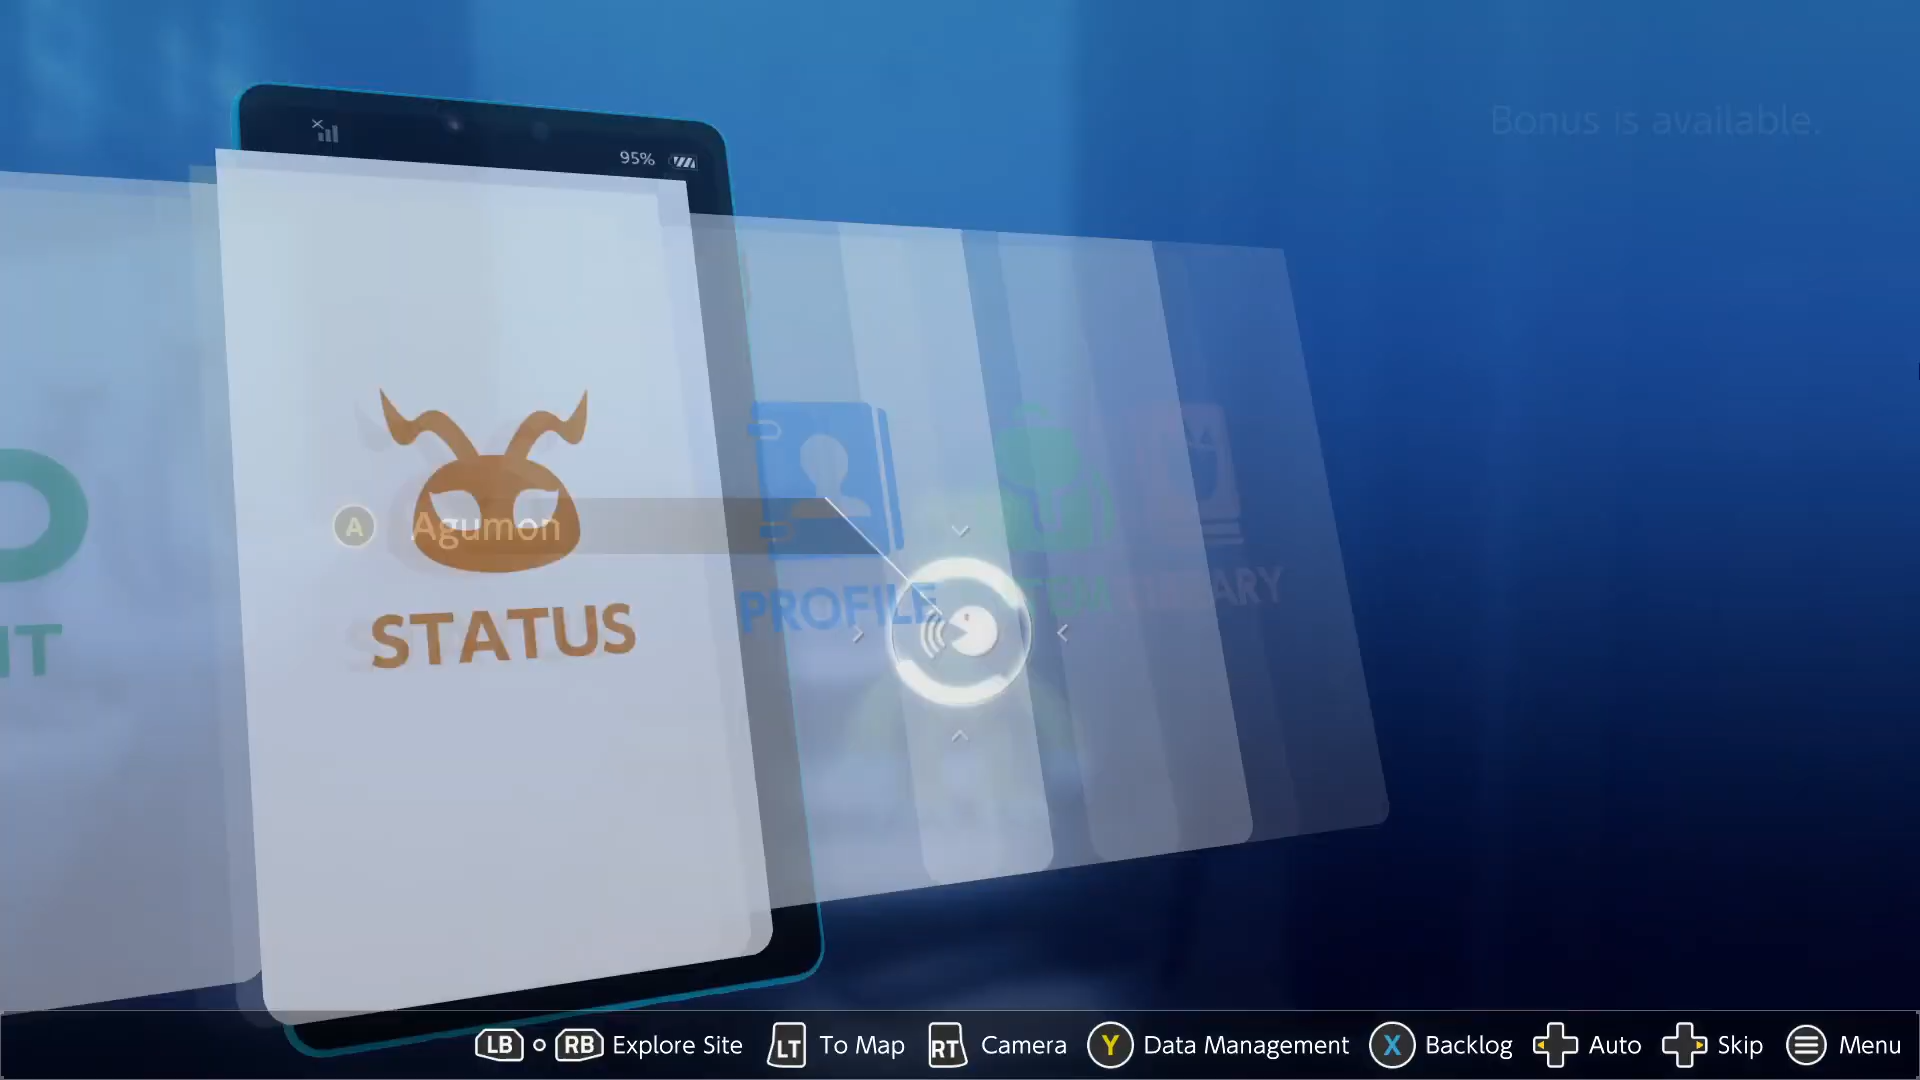 Bonus is available.
95%
A Agumon
STATUS
PROFILE
LB RB Explore Site LT To Map RT Camera Y Data Management X Backlog Auto Skip Menu